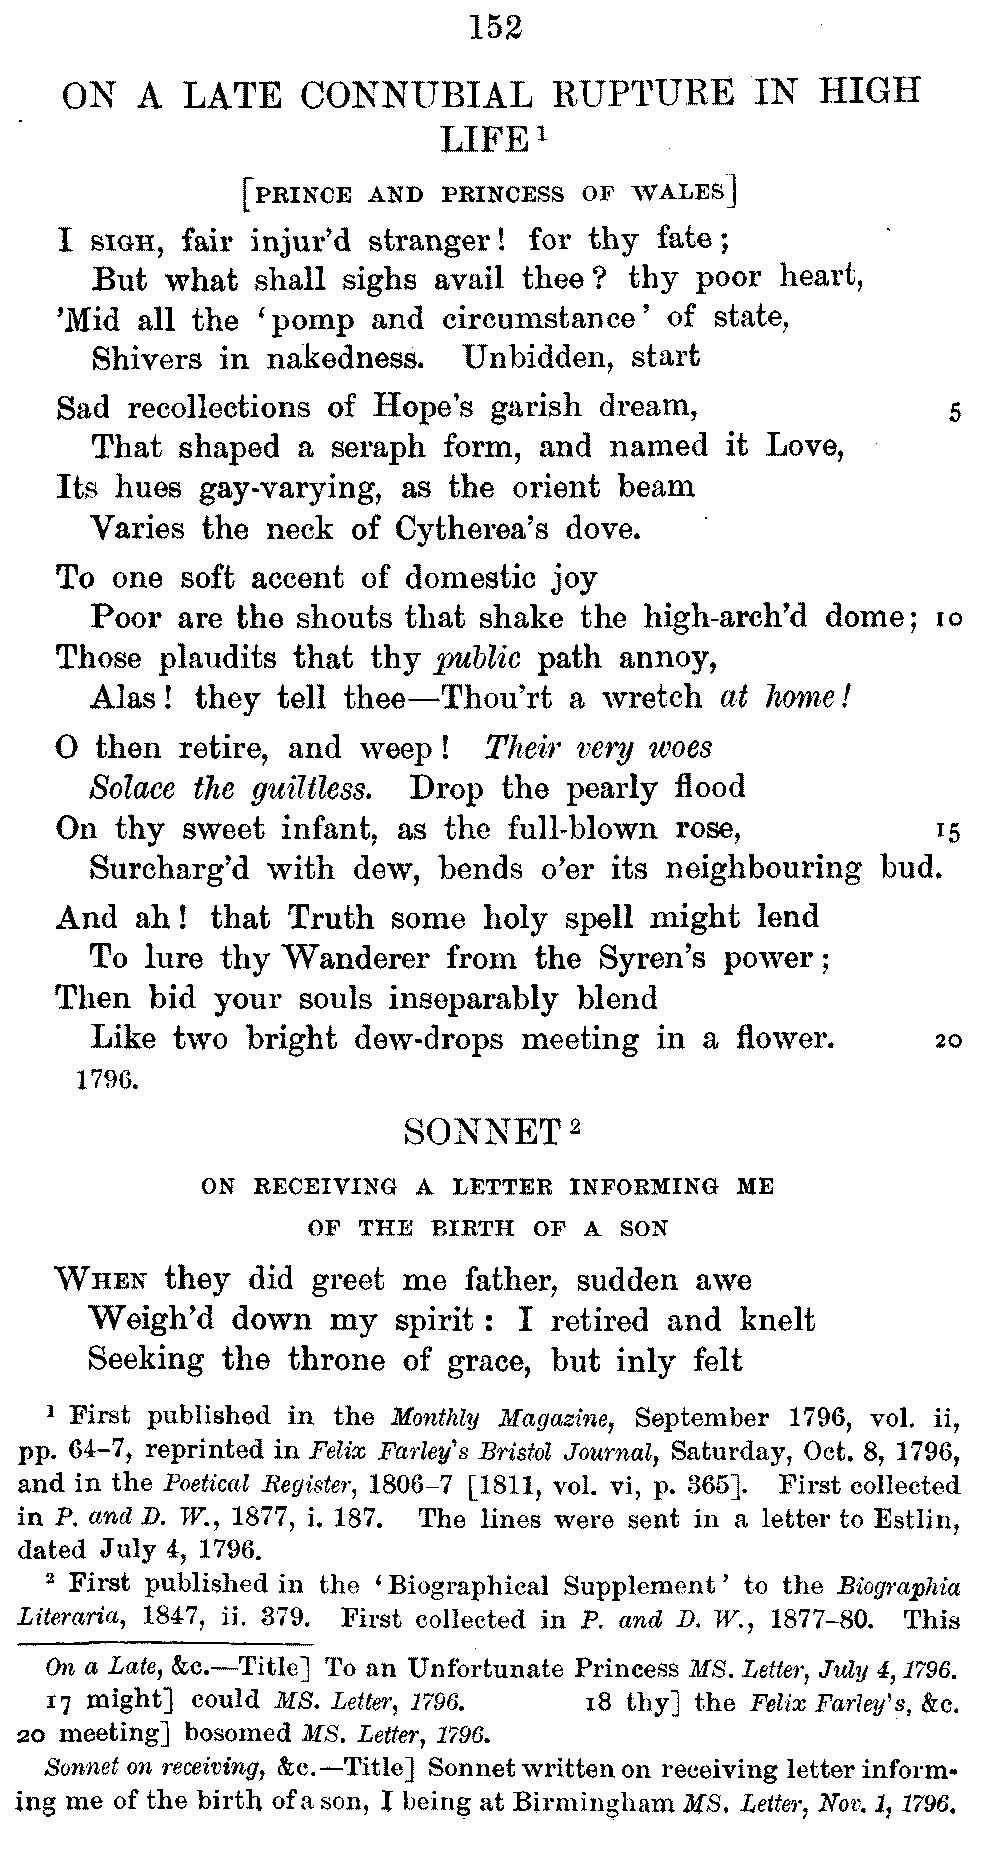 152
ON A LATE CONNUBIAL RUPTURE IN HIGH
LIFE ¹
[PRINCE AND PRINCESS OF WALES]
I SIGH, fair injur'd stranger! for thy fate;
But what shall sighs avail thee? thy poor heart,
'Mid all the 'pomp and circumstance' of state,
Shivers in nakedness. Unbidden, start
Sad recollections of Hope's garish dream, 5
That shaped a seraph form, and named it Love,
Its hues gay-varying, as the orient beam
Varies the neck of Cytherea's dove.
To one soft accent of domestic joy
Poor are the shouts that shake the high-arch'd dome; 10
Those plaudits that thy public path annoy,
Alas! they tell thee—Thou'rt a wretch at home!
O then retire, and weep! Their very woes
Solace the guiltless. Drop the pearly flood
On thy sweet infant, as the full-blown rose, 15
Surcharg'd with dew, bends o'er its neighbouring bud.
And ah! that Truth some holy spell might lend
To lure thy Wanderer from the Syren's power;
Then bid your souls inseparably blend
Like two bright dew-drops meeting in a flower. 20
1796.
SONNET ²
ON RECEIVING A LETTER INFORMING ME
OF THE BIRTH OF A SON
WHEN they did greet me father, sudden awe
Weigh'd down my spirit: I retired and knelt
Seeking the throne of grace, but inly felt
¹ First published in the Monthly Magazine, September 1796, vol. ii,
pp. 64–7, reprinted in Felix Farley's Bristol Journal, Saturday, Oct. 8, 1796,
and in the Poetical Register, 1806–7 [1811, vol. vi, p. 365]. First collected
in P. and D. W., 1877, i. 187. The lines were sent in a letter to Estlin,
dated July 4, 1796.
² First published in the 'Biographical Supplement' to the Biographia
Literaria, 1847, ii. 379. First collected in P. and D. W., 1877–80. This
On a Late, &c.—Title] To an Unfortunate Princess MS. Letter, July 4, 1796.
17 might] could MS. Letter, 1796. 18 thy] the Felix Farley's, &c.
20 meeting] bosomed MS. Letter, 1796.
Sonnet on receiving, &c.—Title] Sonnet written on receiving letter inform-
ing me of the birth of a son, I being at Birmingham MS. Letter, Nov. 1, 1796.